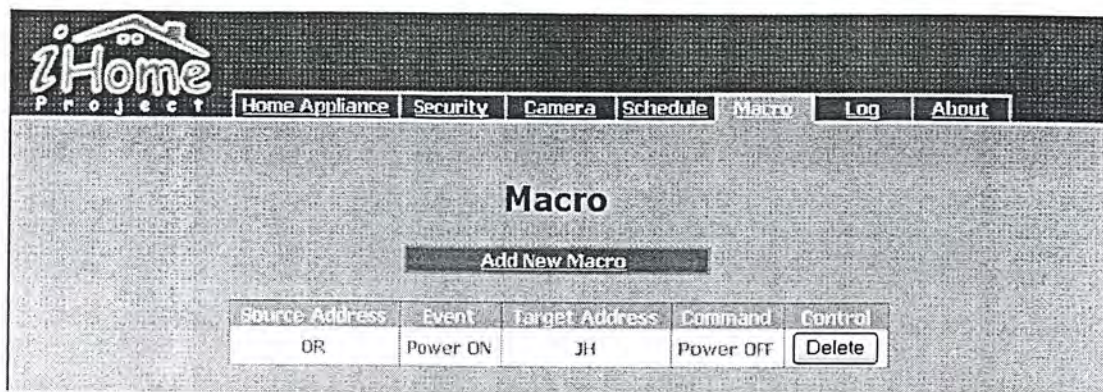 iHome
Project
Home Appliance Security Camera Schedule Macro Log About
Macro
Add New Macro
Source Address Event Target Address Command Control
DR Power ON JH Power OFF Delete